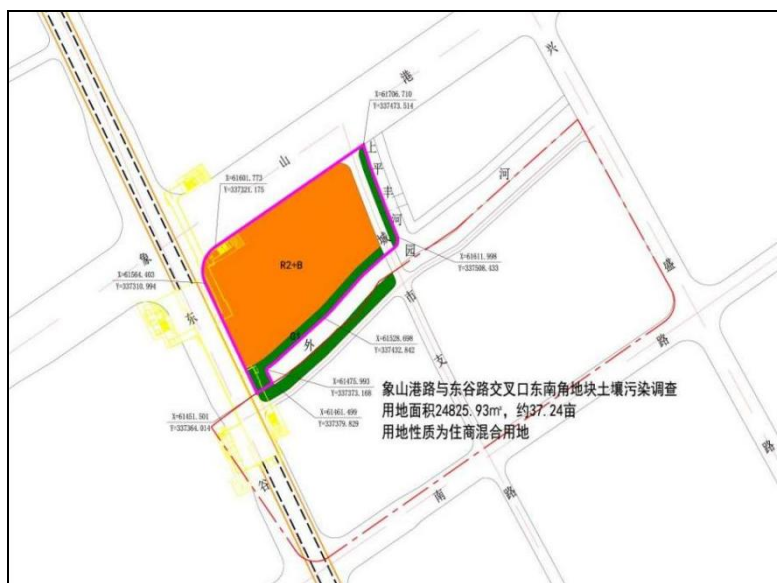 兴
港
X=61706.710
Y=337473.514
山
上
平
丰
河
河
X=61601.773
Y=337321.175
象
城
园
R2+B
X=61611.998
Y=337508.433
X=61564.403
Y=337310.994
盛
东
市
G1
外
X=61528.698
Y=337432.842
路
支
X=61475.993
Y=337373.168
象山港路与东谷路交叉口东南角地块土壤污染调查
用地面积24825.93㎡，约37.24亩
用地性质为住商混合用地
X=61451.501
Y=337364.014
X=61461.499
Y=337379.829
路
谷
南
路